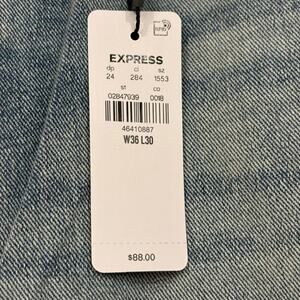 RFID
EXPRESS
dp cl sz
24 284 1553
st co
02847939 0018
46410887
W36 L30
$88.00